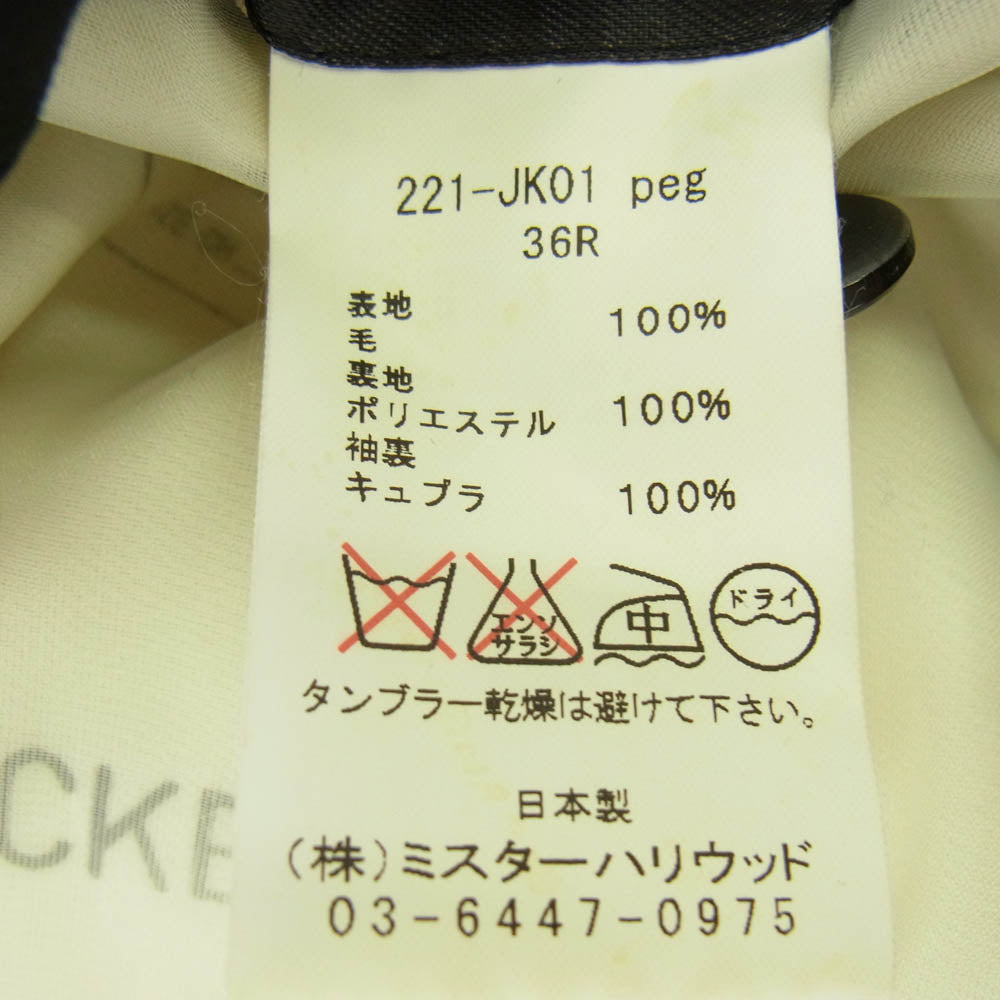 221-JK01 peg
36R
表地
毛 100%
裏地
ポリエステル 100%
袖裏
キュプラ 100%
エンソ
サラシ
中
ドライ
タンブラー乾燥は避けて下さい。
日本製
(株)ミスターハリウッド
03-6447-0975
CKE